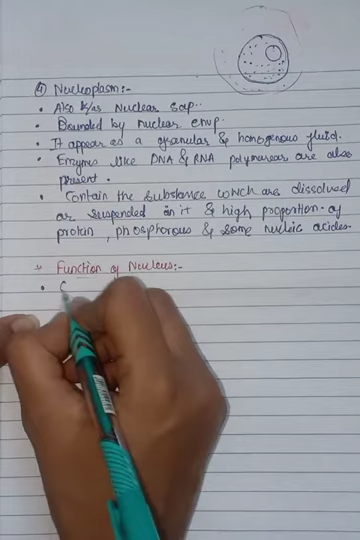 ④ Nucleoplasm:-
• Also k/as Nuclear sap.
• Bounded by nuclear envp.
• It appear as a granular & homogenous fluid.
• Enzymes like DNA & RNA polymerases are also
present.
• Contain the substance which are dissolved
or suspended in it & high proportion of
protein, phosphorous & some nucleic acides.
Function of Nucleus:-
• C